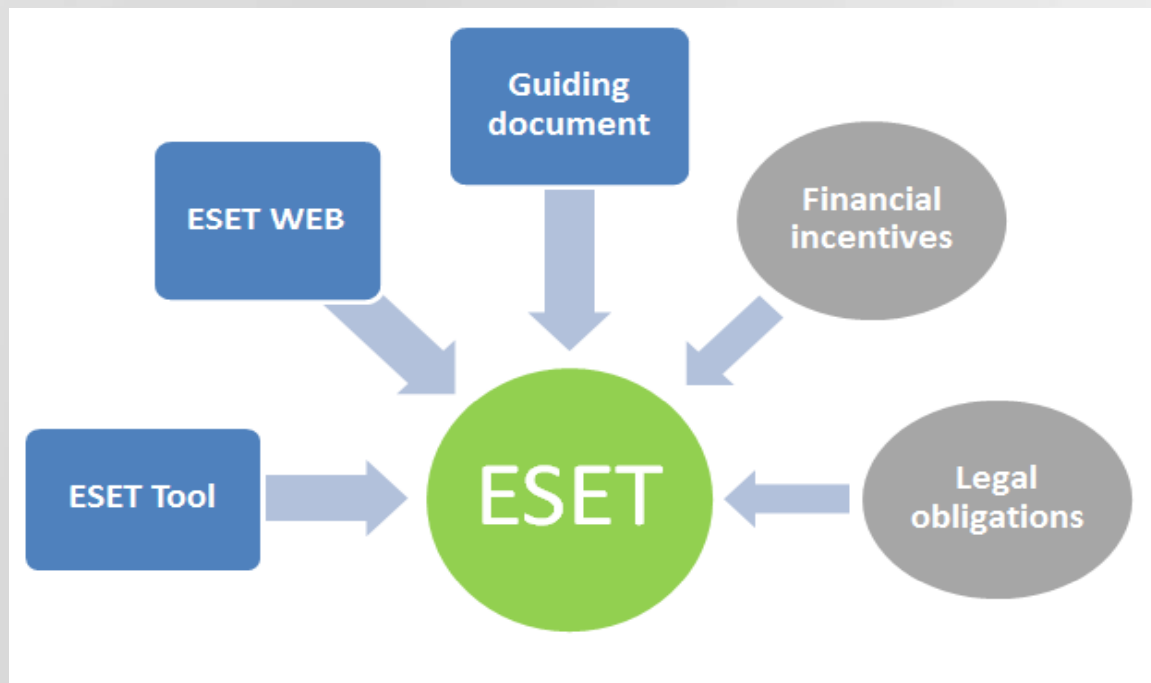 Guiding
document
ESET WEB
Financial
incentives
ESET Tool
ESET
Legal
obligations